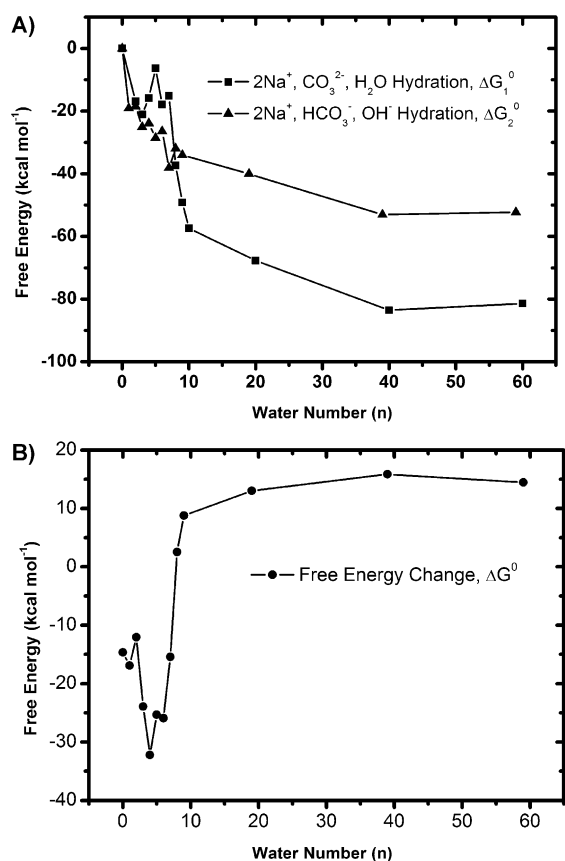 A)
0
-20
-40
-60
-80
-100
Free Energy (kcal mol⁻¹)
2Na⁺, CO₃²⁻, H₂O Hydration, ΔG₁⁰
2Na⁺, HCO₃⁻, OH⁻ Hydration, ΔG₂⁰
0 10 20 30 40 50 60
Water Number (n)
B)
20
10
0
-10
-20
-30
-40
Free Energy (kcal mol⁻¹)
Free Energy Change, ΔG⁰
0 10 20 30 40 50 60
Water Number (n)